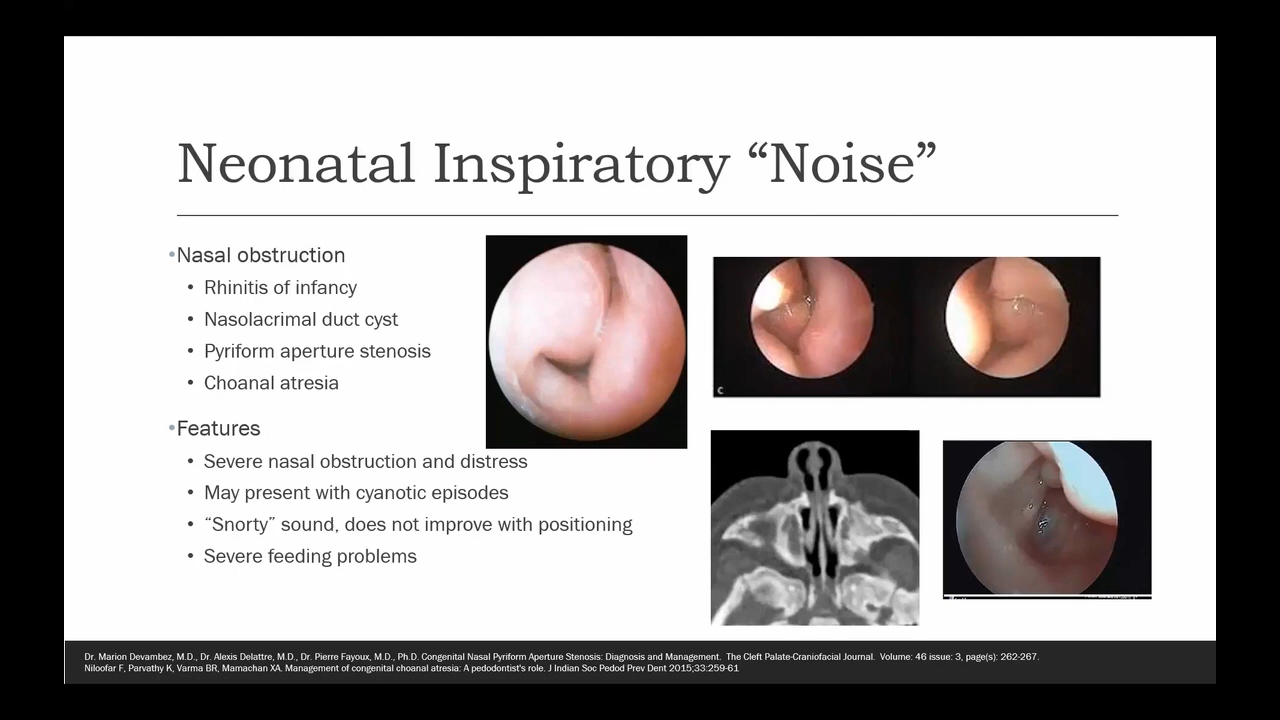 Neonatal Inspiratory “Noise”
•Nasal obstruction
• Rhinitis of infancy
• Nasolacrimal duct cyst
• Pyriform aperture stenosis
• Choanal atresia
•Features
• Severe nasal obstruction and distress
• May present with cyanotic episodes
• “Snorty” sound, does not improve with positioning
• Severe feeding problems
C
Dr. Marion Devambez, M.D., Dr. Alexis Delattre, M.D., Dr. Pierre Fayoux, M.D., Ph.D. Congenital Nasal Pyriform Aperture Stenosis: Diagnosis and Management. The Cleft Palate-Craniofacial Journal. Volume: 46 issue: 3, page(s): 262-267.
Niloofar F, Parvathy K, Varma BR, Mamachan XA. Management of congenital choanal atresia: A pedodontist's role. J Indian Soc Pedod Prev Dent 2015;33:259-61